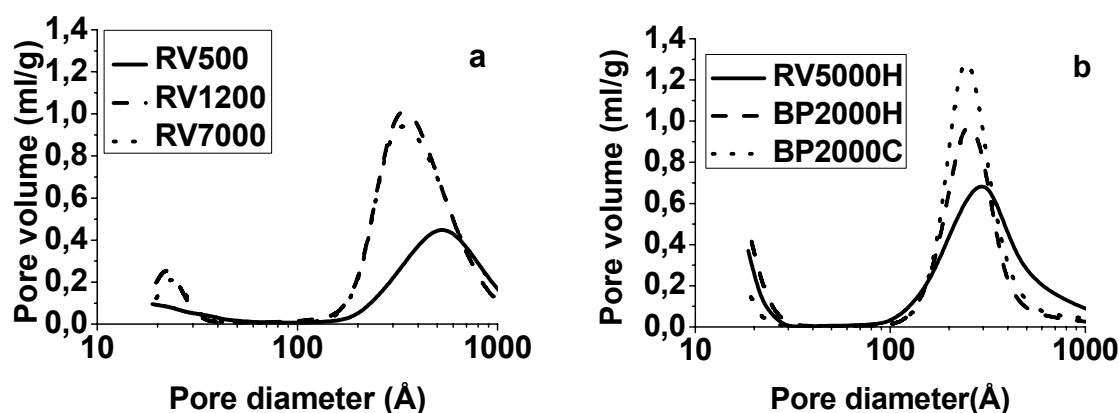 Pore volume (ml/g)
1,4
1,2
1,0
0,8
0,6
0,4
0,2
0,0
RV500
RV1200
RV7000
a
10
100
1000
Pore diameter (Å)
Pore volume (ml/g)
1,4
1,2
1,0
0,8
0,6
0,4
0,2
0,0
RV5000H
BP2000H
BP2000C
b
10
100
1000
Pore diameter(Å)